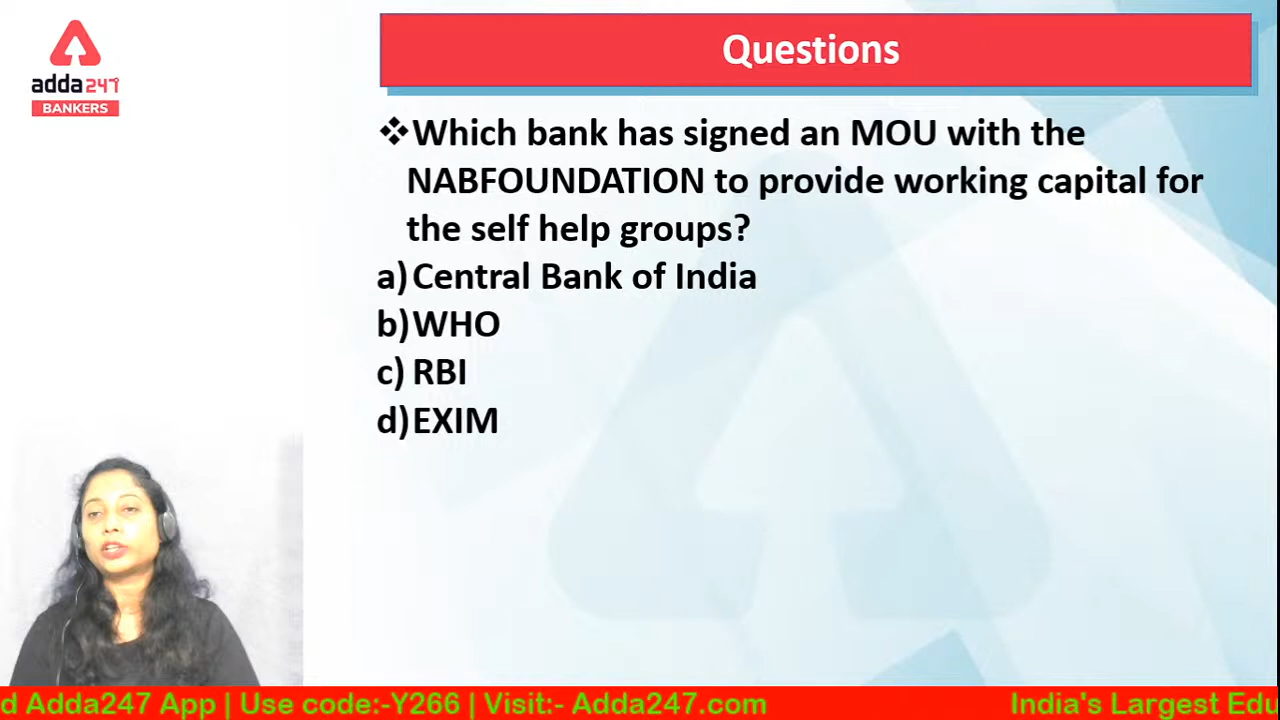 adda247
BANKERS
Questions
❖Which bank has signed an MOU with the
NABFOUNDATION to provide working capital for
the self help groups?
a)Central Bank of India
b)WHO
c) RBI
d)EXIM
d Adda247 App | Use code:-Y266 | Visit:- Adda247.com
India's Largest Edu